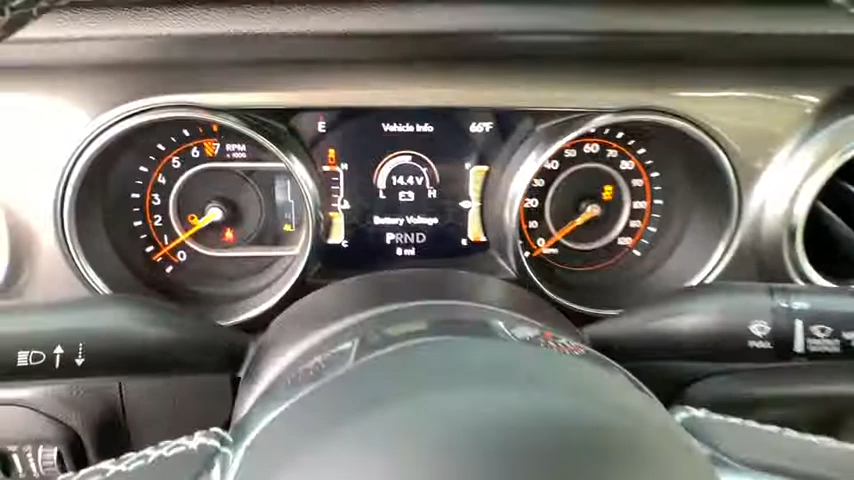 E
Vehicle Info
66°F
RPM
x 1000
0
2
3
4
5
6
7
14.4 V
L
H
H
C
Battery Voltage
PRND
8 mi
F
E
0
10
20
30
40
50
60
70
80
90
100
110
120
PULL